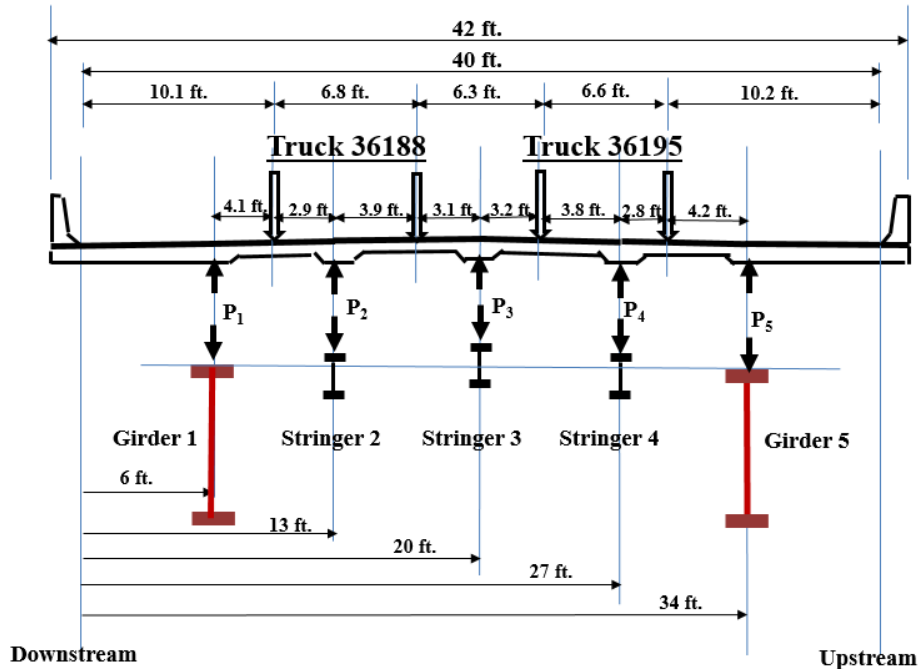 42 ft.
40 ft.
10.1 ft. 6.8 ft. 6.3 ft. 6.6 ft. 10.2 ft.
Truck 36188 Truck 36195
4.1 ft. 2.9 ft 3.9 ft. 3.1 ft. 3.2 ft. 3.8 ft. 2.8 ft. 4.2 ft.
P1 P2 P3 P4 P5
Girder 1 Stringer 2 Stringer 3 Stringer 4 Girder 5
6 ft.
13 ft.
20 ft.
27 ft.
34 ft.
Downstream Upstream